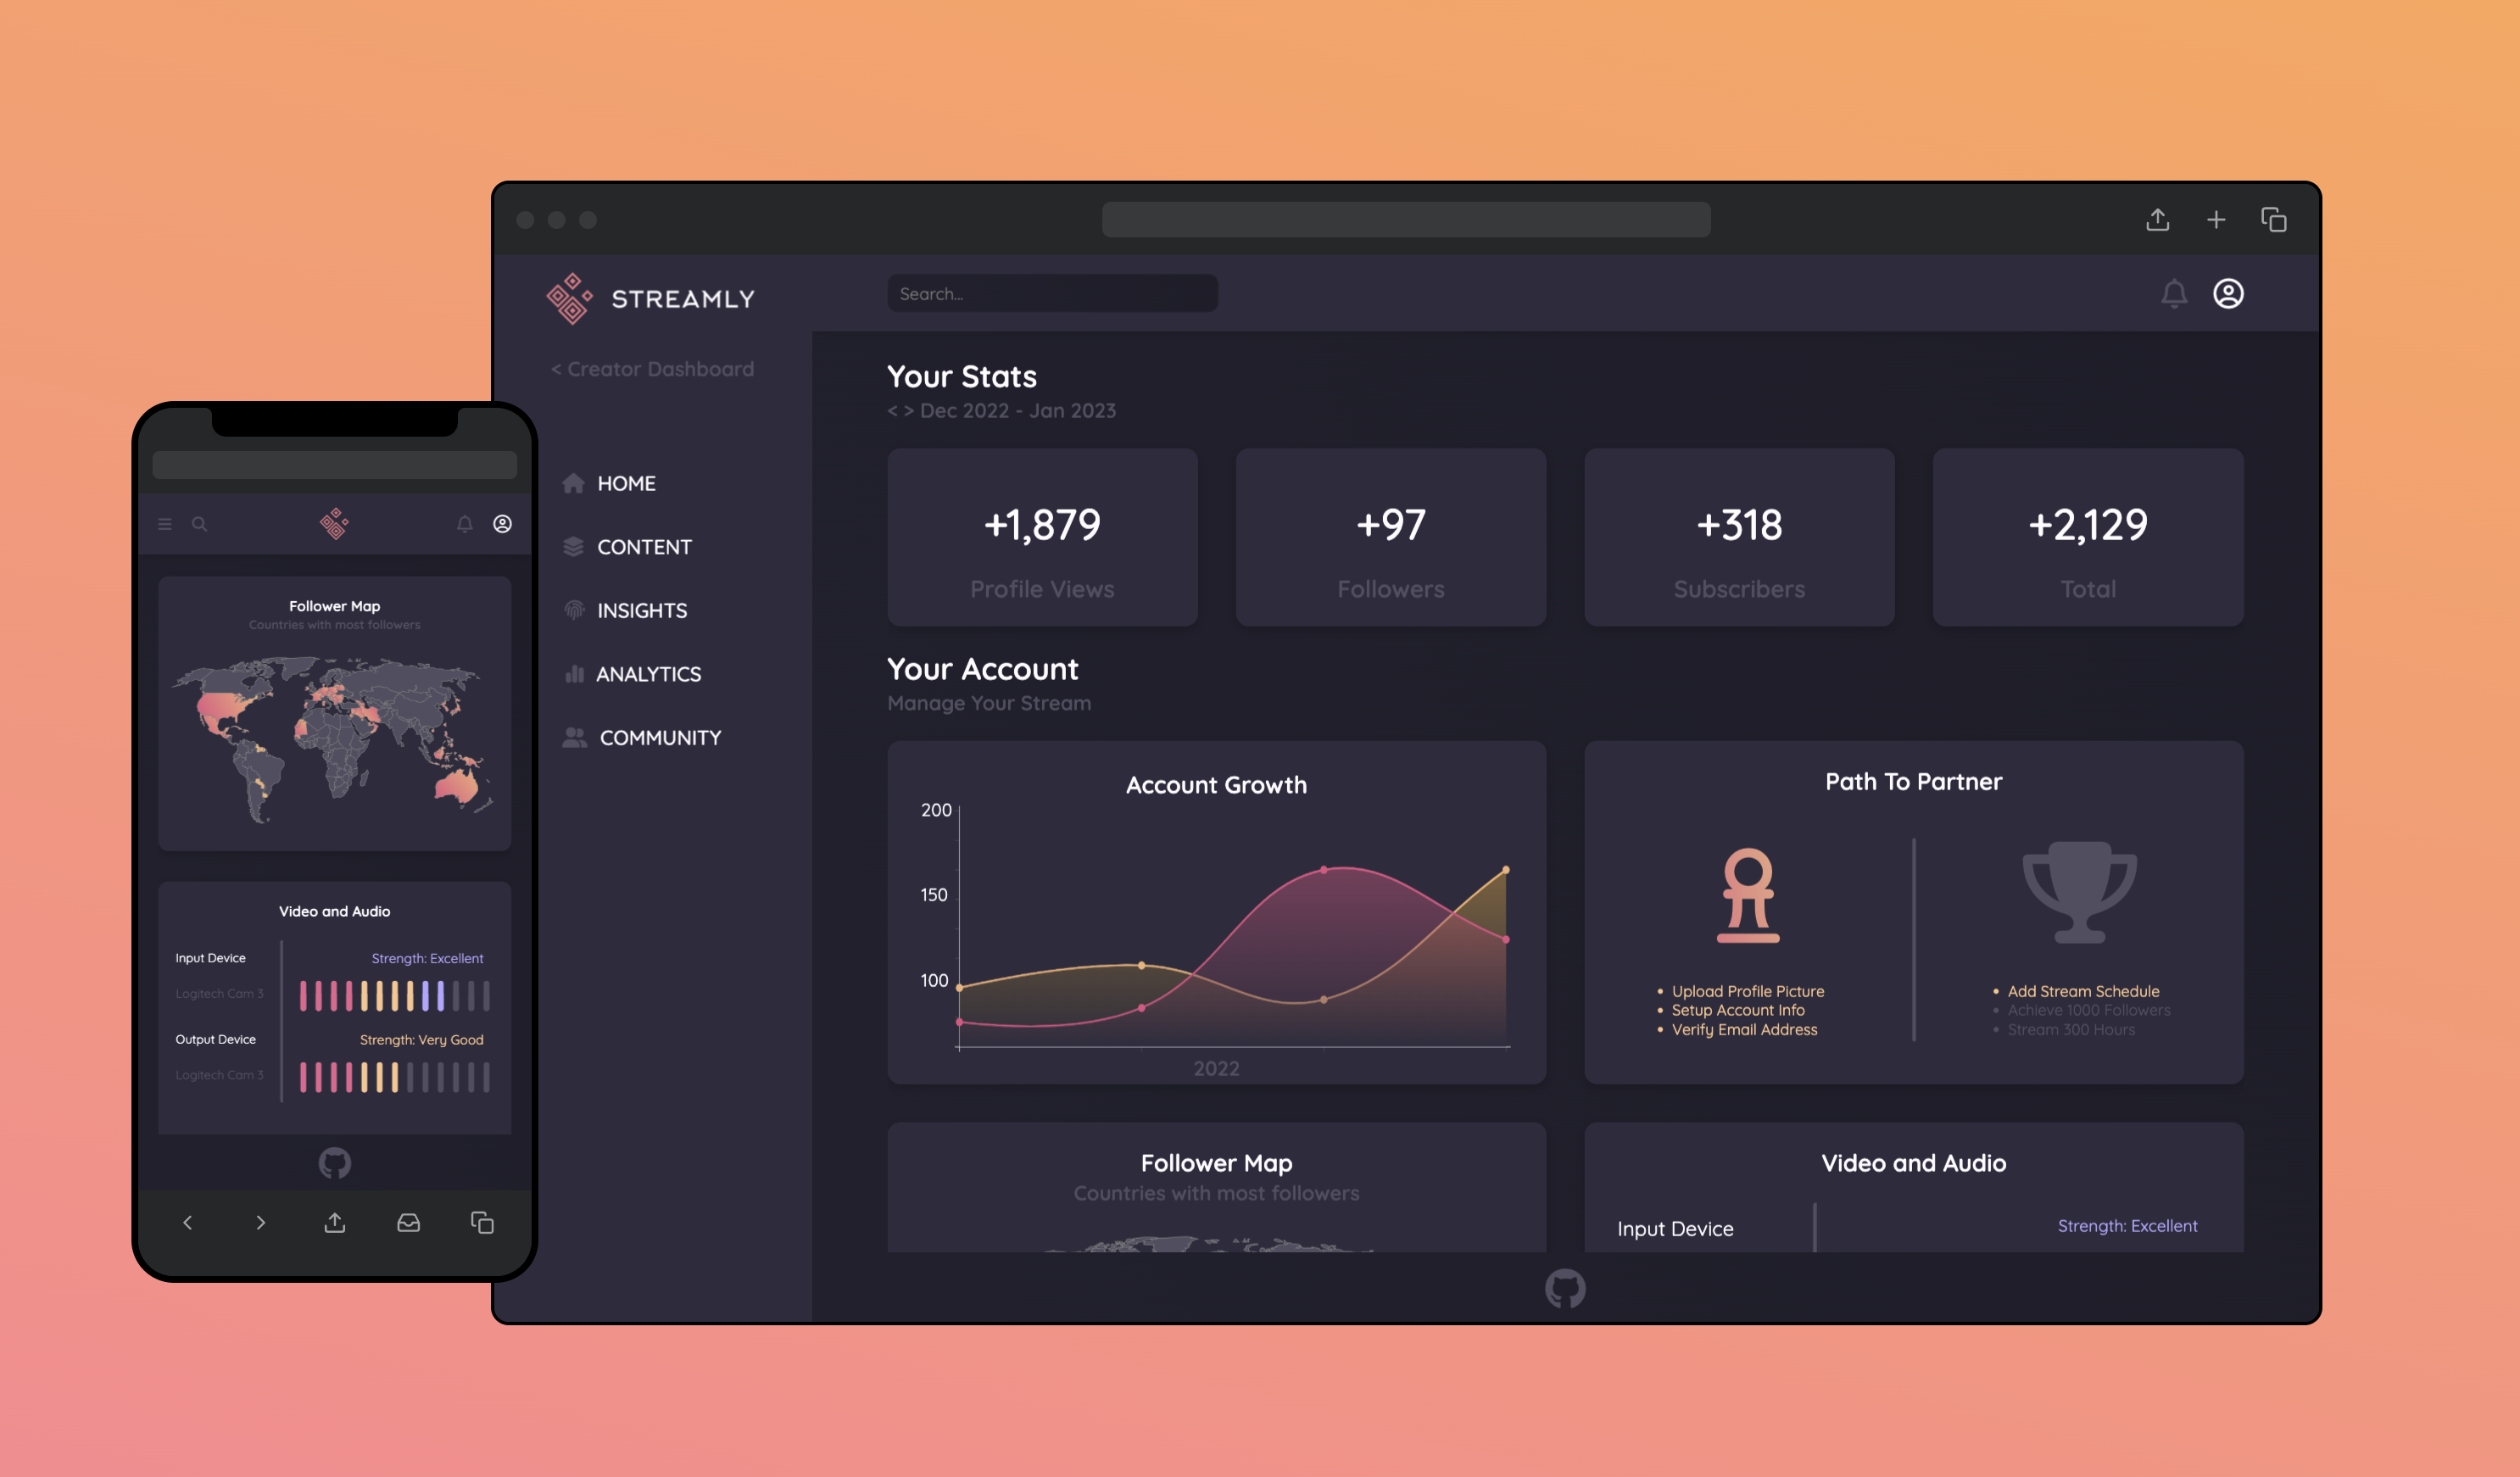 STREAMLY
Search...
< Creator Dashboard
HOME
CONTENT
INSIGHTS
ANALYTICS
COMMUNITY
Your Stats
< > Dec 2022 - Jan 2023
+1,879
Profile Views
+97
Followers
+318
Subscribers
+2,129
Total
Your Account
Manage Your Stream
Account Growth
200
150
100
2022
Path To Partner
• Upload Profile Picture
• Setup Account Info
• Verify Email Address
• Add Stream Schedule
• Achieve 1000 Followers
• Stream 300 Hours
Follower Map
Countries with most followers
Video and Audio
Input Device
Strength: Excellent
Follower Map
Countries with most followers
Video and Audio
Input Device
Strength: Excellent
Logitech Cam 3
Output Device
Strength: Very Good
Logitech Cam 3